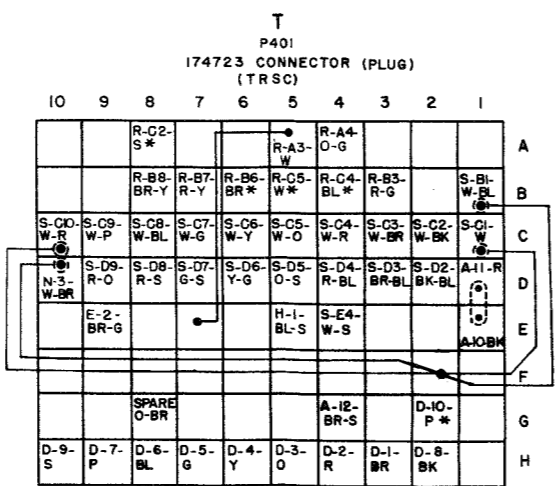 T
P401
174723 CONNECTOR (PLUG)
(TRSC)
10 9 8 7 6 5 4 3 2 1
R-C2- R-A4-
S* R-A3- O-G A
W
R-B8- R-B7- R-B6- R-C5- R-C4- R-B3- S-B1-
BR-Y R-Y BR* W* BL* R-G W-BL B
S-C10- S-C9- S-C8- S-C7- S-C6- S-C5- S-C4- S-C3- S-C2- S-C1-
W-R W-P W-BL W-G W-Y W-O W-R W-BR W-BK W C
S-D9- S-D8- S-D7- S-D6- S-D5- S-D4- S-D3- S-D2- A-11-R
N-3- R-O R-S G-S Y-G O-S R-BL BR-BL BK-BL D
W-BR
E-2- H-1- S-E4-
BR-G BL-S W-S E
A-10-BK
F
SPARE A-12- D-10-
O-BR BR-S P* G
D-9- D-7- D-6- D-5- D-4- D-3- D-2- D-1- D-8-
S P BL G Y O R BR BK H